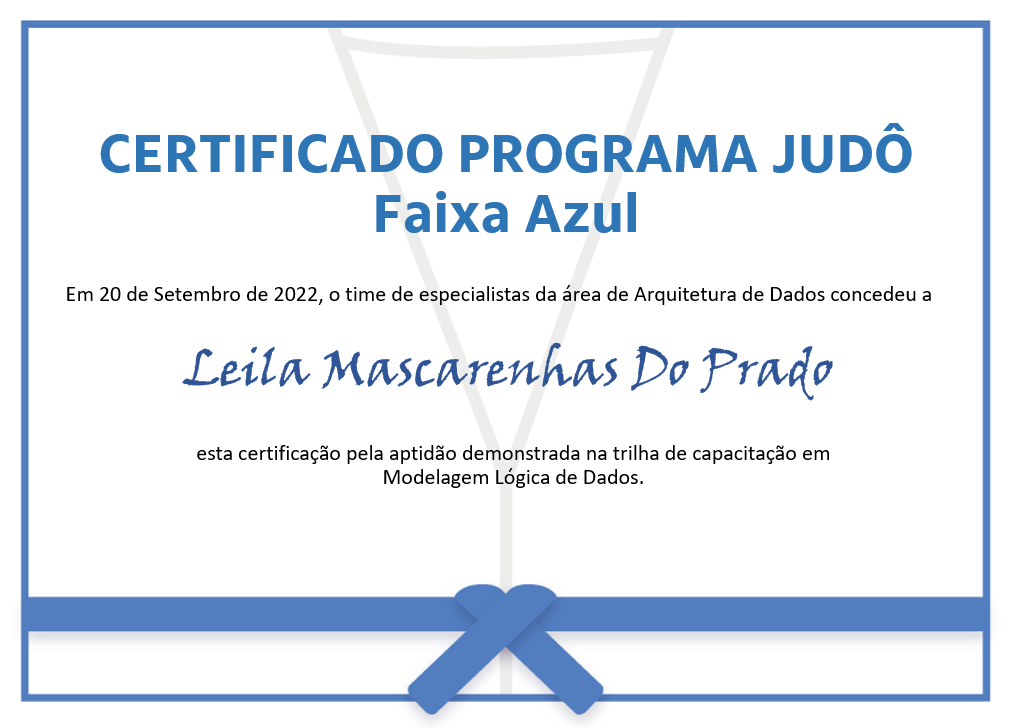 CERTIFICADO PROGRAMA JUDÔ
Faixa Azul
Em 20 de Setembro de 2022, o time de especialistas da área de Arquitetura de Dados concedeu a
Leila Mascarenhas Do Prado
esta certificação pela aptidão demonstrada na trilha de capacitação em
Modelagem Lógica de Dados.